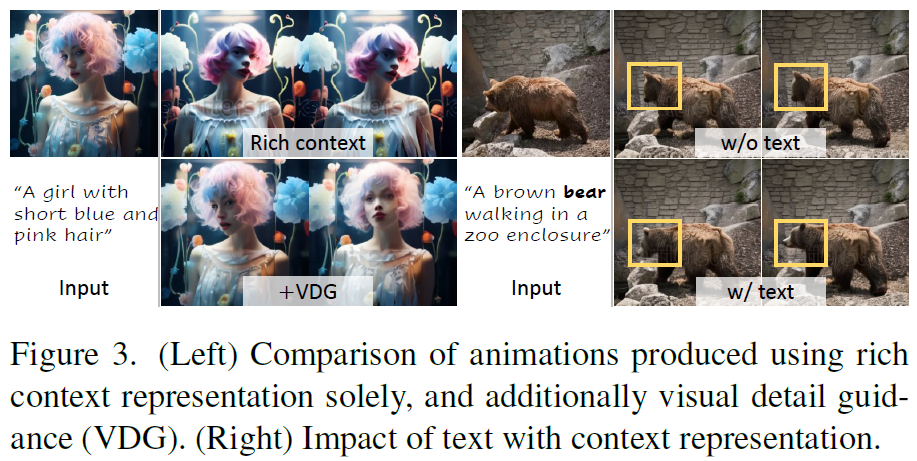 Rich context
w/o text
"A girl with
short blue and
pink hair"
Input
+VDG
"A brown bear
walking in a
zoo enclosure"
Input
w/ text
Figure 3. (Left) Comparison of animations produced using rich
context representation solely, and additionally visual detail guid-
ance (VDG). (Right) Impact of text with context representation.